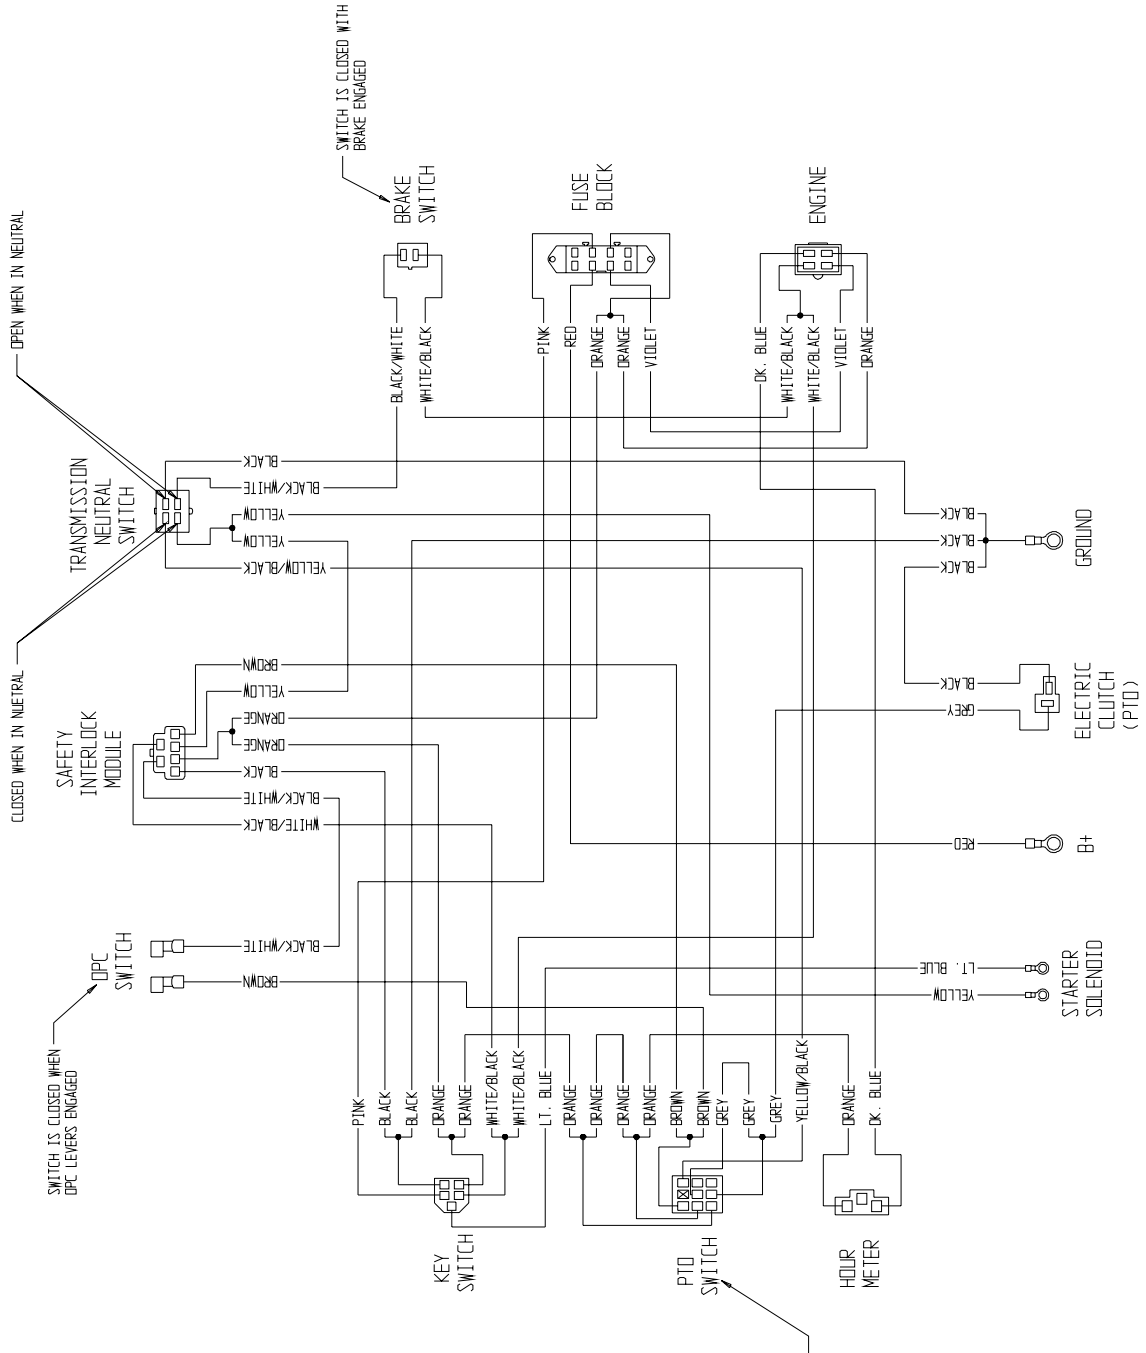 SWITCH IS CLOSED WITH
BRAKE ENGAGED
OPEN WHEN IN NEUTRAL
CLOSED WHEN IN NUETRAL
SWITCH IS CLOSED WHEN
OPC LEVERS ENGAGED
BRAKE
SWITCH
FUSE
BLOCK
ENGINE
TRANSMISSION
NEUTRAL
SWITCH
SAFETY
INTERLOCK
MODULE
OPC
SWITCH
BLACK/WHITE
WHITE/BLACK
PINK
RED
ORANGE
ORANGE
VIOLET
DK. BLUE
WHITE/BLACK
WHITE/BLACK
VIOLET
ORANGE
BLACK
BLACK/WHITE
YELLOW
YELLOW
YELLOW/BLACK
BROWN
YELLOW
ORANGE
ORANGE
BLACK
BLACK/WHITE
WHITE/BLACK
BLACK/WHITE
BROWN
BLACK
BLACK
BLACK
GROUND
BLACK
GREY
ELECTRIC
CLUTCH
(PTO)
RED
B+
LT. BLUE
YELLOW
STARTER
SOLENOID
PINK
BLACK
BLACK
ORANGE
ORANGE
WHITE/BLACK
WHITE/BLACK
LT. BLUE
ORANGE
ORANGE
ORANGE
ORANGE
BROWN
BROWN
GREY
GREY
GREY
YELLOW/BLACK
ORANGE
DK. BLUE
KEY
SWITCH
PTO
SWITCH
HOUR
METER